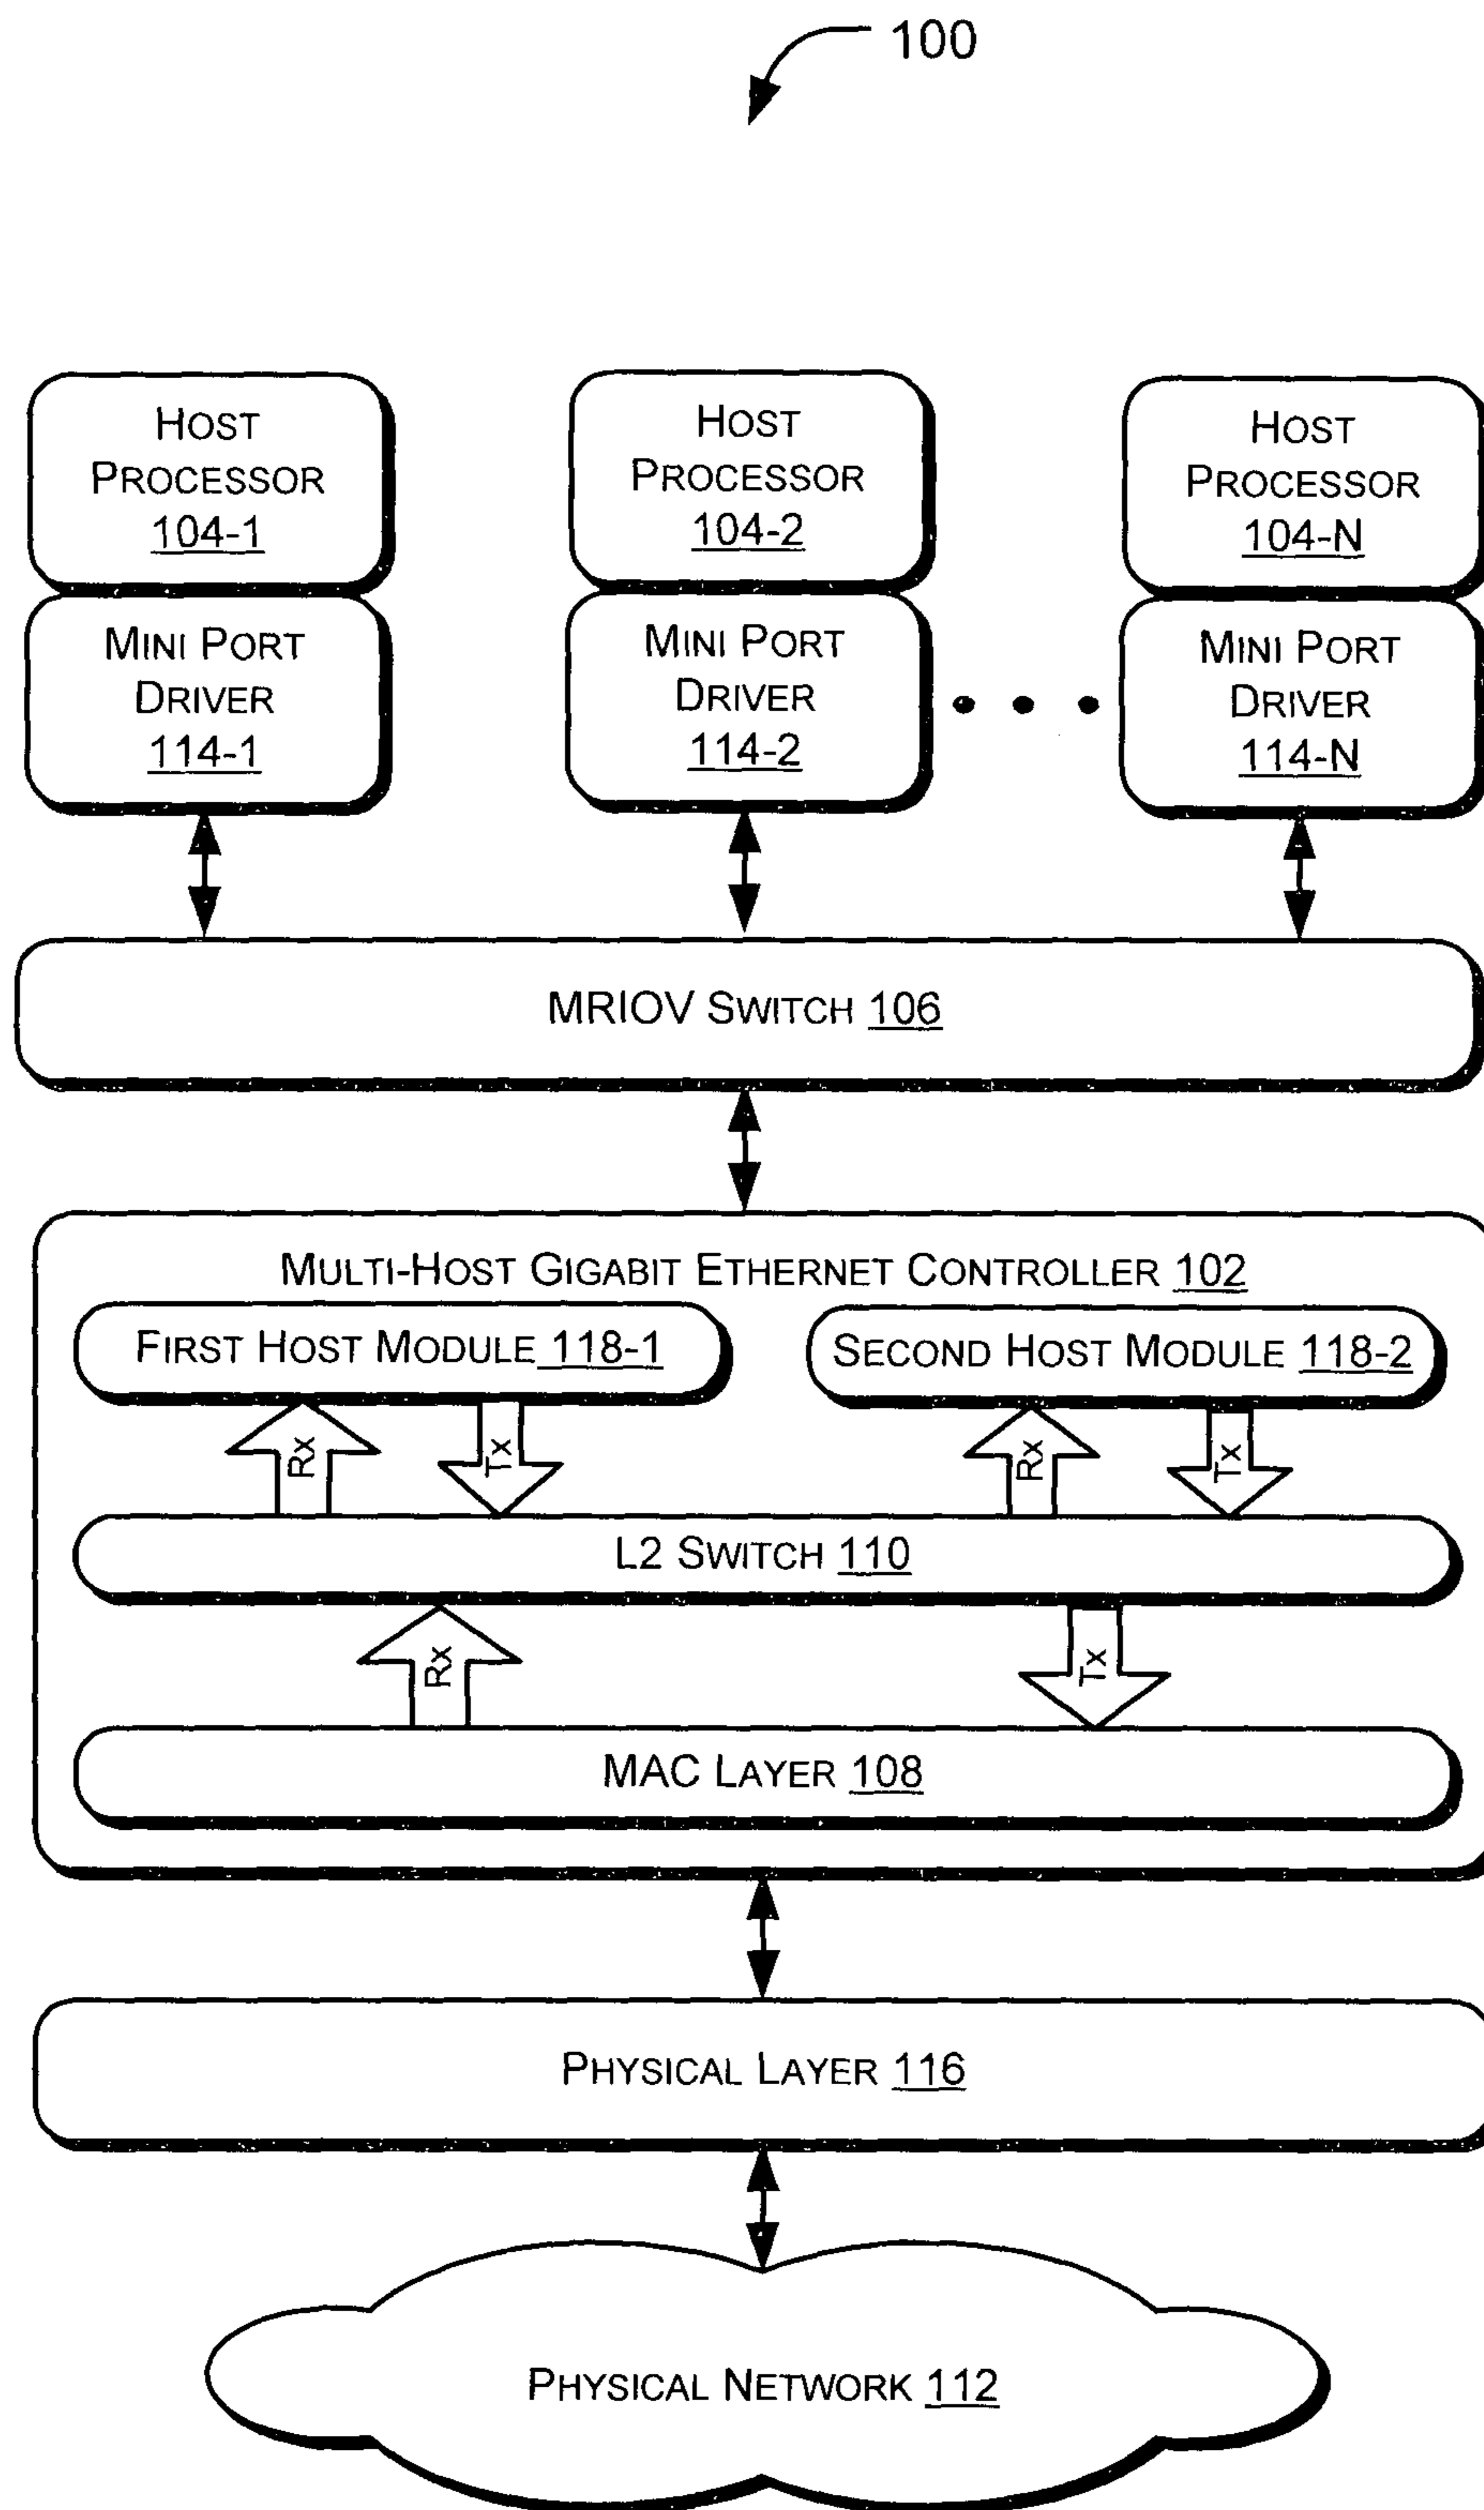 100
HOST
PROCESSOR
104-1
HOST
PROCESSOR
104-2
HOST
PROCESSOR
104-N
MINI PORT
DRIVER
114-1
MINI PORT
DRIVER
114-2
MINI PORT
DRIVER
114-N
MRIOV SWITCH 106
MULTI-HOST GIGABIT ETHERNET CONTROLLER 102
FIRST HOST MODULE 118-1
SECOND HOST MODULE 118-2
Rx
Tx
Rx
Tx
L2 SWITCH 110
Rx
Tx
MAC LAYER 108
PHYSICAL LAYER 116
PHYSICAL NETWORK 112